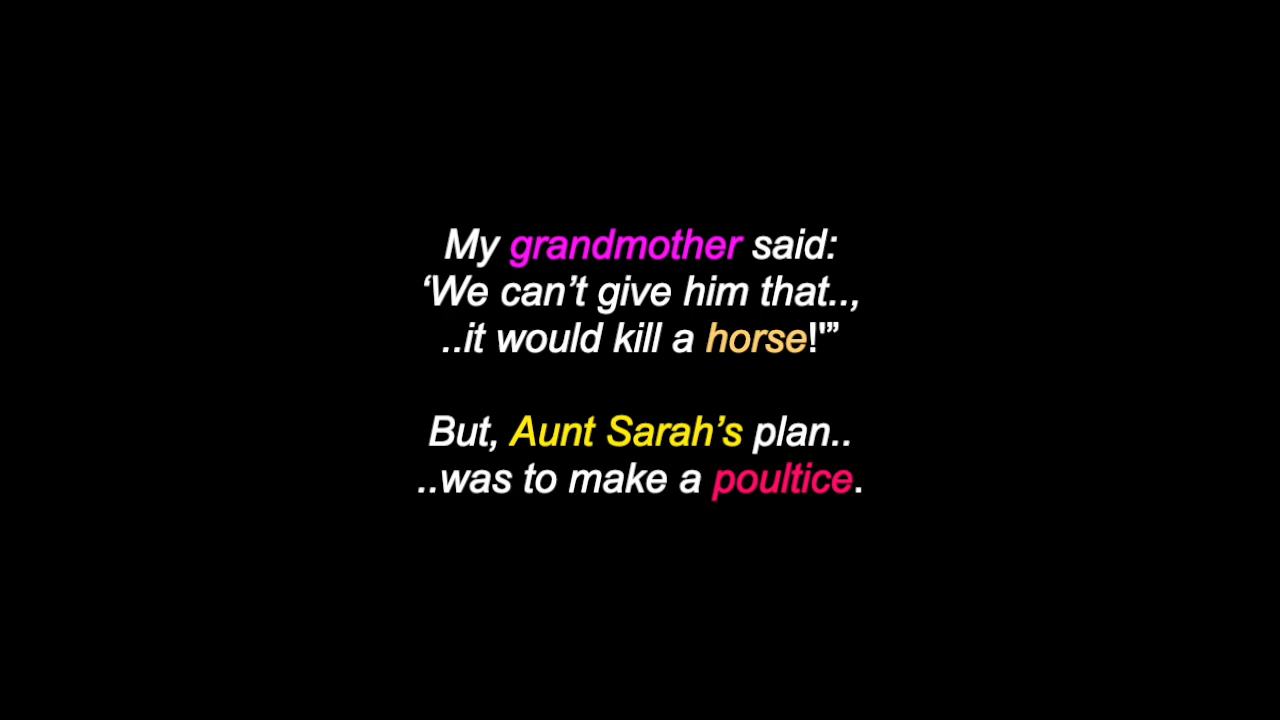 My grandmother said:
‘We can’t give him that..,
..it would kill a horse!'”
But, Aunt Sarah’s plan..
..was to make a poultice.